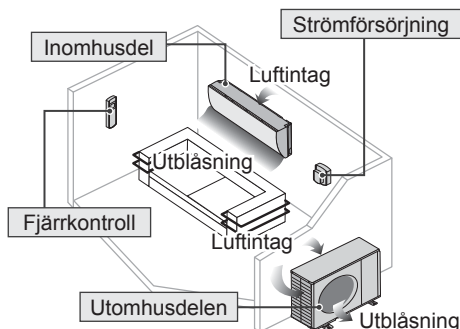 Strömförsörjning
Inomhusdel
Luftintag
Utblåsning
Fjärrkontroll
Luftintag
Utomhusdelen
Utblåsning